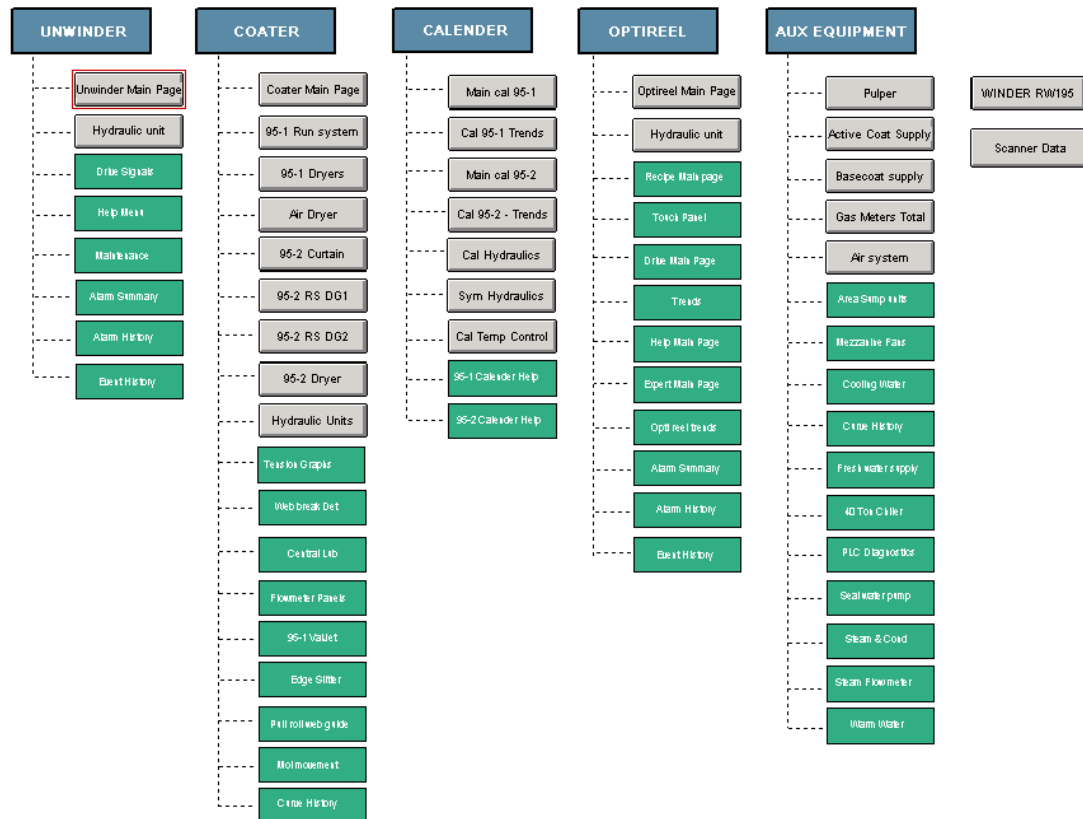 UNWINDER
Unwinder Main Page
Hydraulic unit
Drive Signals
Help Menu
Maintenance
Alarm Summary
Alarm History
Event History
COATER
Coater Main Page
95-1 Run system
95-1 Dryers
Air Dryer
95-2 Curtain
95-2 RS DG1
95-2 RS DG2
95-2 Dryer
Hydraulic Units
Tension Graphs
Web break Det
Central Lub
Flowmeter Panels
95-1 ValJet
Edge Slitter
Pull roll web guide
Mol movement
Curve History
CALENDER
Main cal 95-1
Cal 95-1 Trends
Main cal 95-2
Cal 95-2 - Trends
Cal Hydraulics
Sym Hydraulics
Cal Temp Control
95-1 Calender Help
95-2 Calender Help
OPTIREEL
Optireel Main Page
Hydraulic unit
Recipe Main page
Touch Panel
Drive Main Page
Trends
Help Main Page
Expert Main Page
Optireel trends
Alarm Summary
Alarm History
Event History
AUX EQUIPMENT
Pulper
Active Coat Supply
Basecoat supply
Gas Meters Total
Air system
Area Sump units
Mezzanine Fans
Cooling Water
Curve History
Fresh water supply
40 Ton Chiller
PLC Diagnostics
Seal water pump
Steam & Cond
Steam Flowmeter
Warm Water
WINDER RW195
Scanner Data